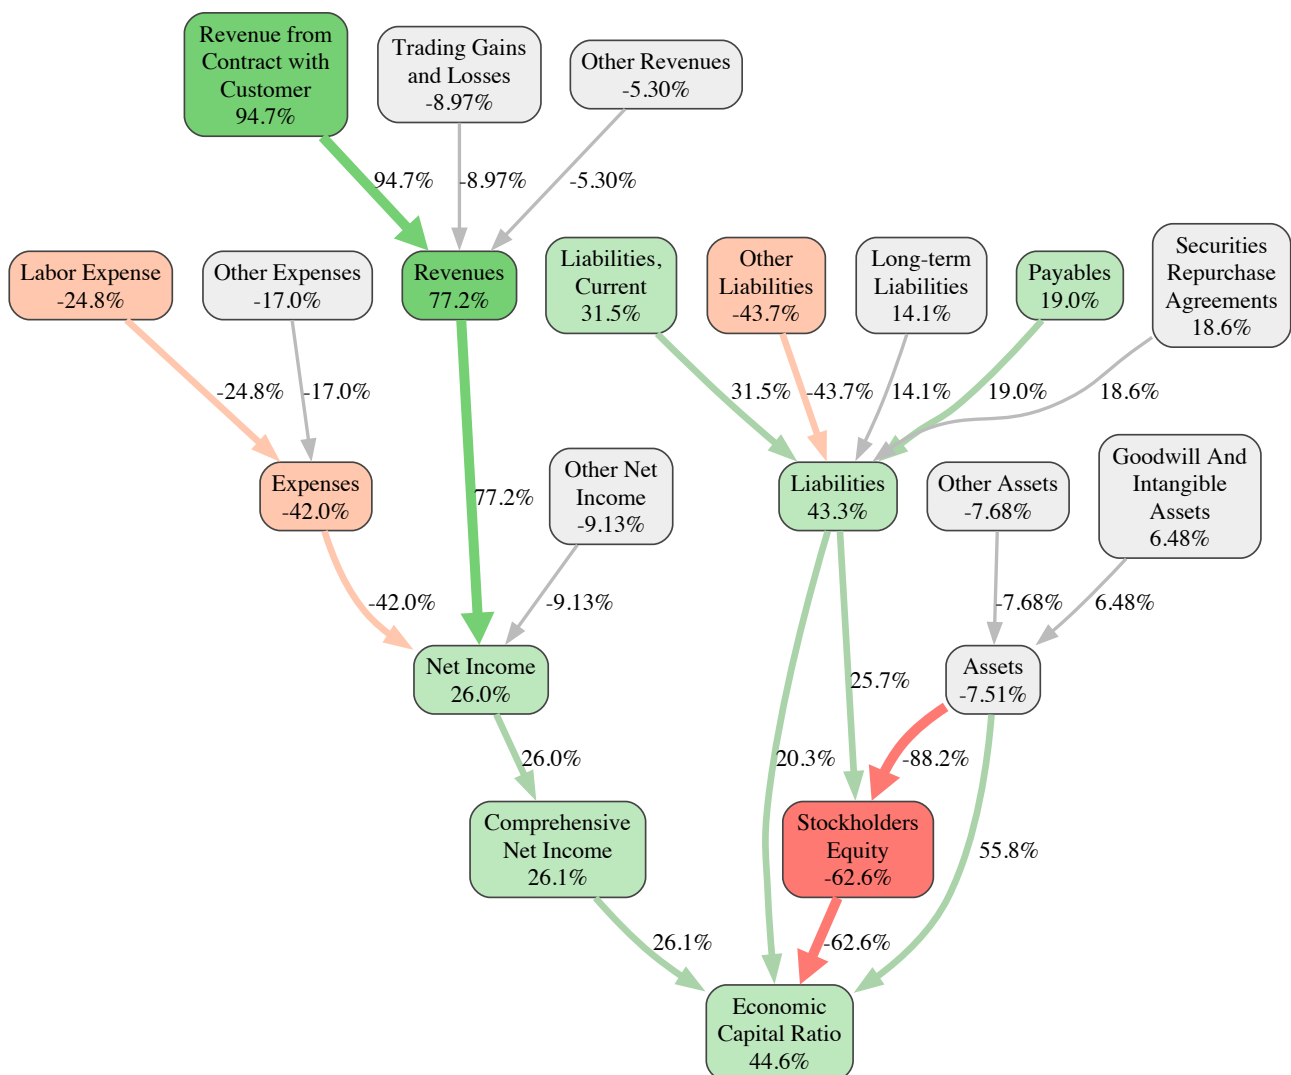 Revenue from
Contract with
Customer
94.7%
Trading Gains
and Losses
-8.97%
Other Revenues
-5.30%
94.7%
-8.97%
-5.30%
Labor Expense
-24.8%
Other Expenses
-17.0%
Revenues
77.2%
Liabilities,
Current
31.5%
Other
Liabilities
-43.7%
Long-term
Liabilities
14.1%
Payables
19.0%
Securities
Repurchase
Agreements
18.6%
-24.8%
-17.0%
31.5%
-43.7%
14.1%
19.0%
18.6%
Expenses
-42.0%
77.2%
Other Net
Income
-9.13%
Liabilities
43.3%
Other Assets
-7.68%
Goodwill And
Intangible
Assets
6.48%
-42.0%
-9.13%
-7.68%
6.48%
Net Income
26.0%
25.7%
Assets
-7.51%
26.0%
20.3%
-88.2%
Comprehensive
Net Income
26.1%
Stockholders
Equity
-62.6%
55.8%
26.1%
-62.6%
Economic
Capital Ratio
44.6%